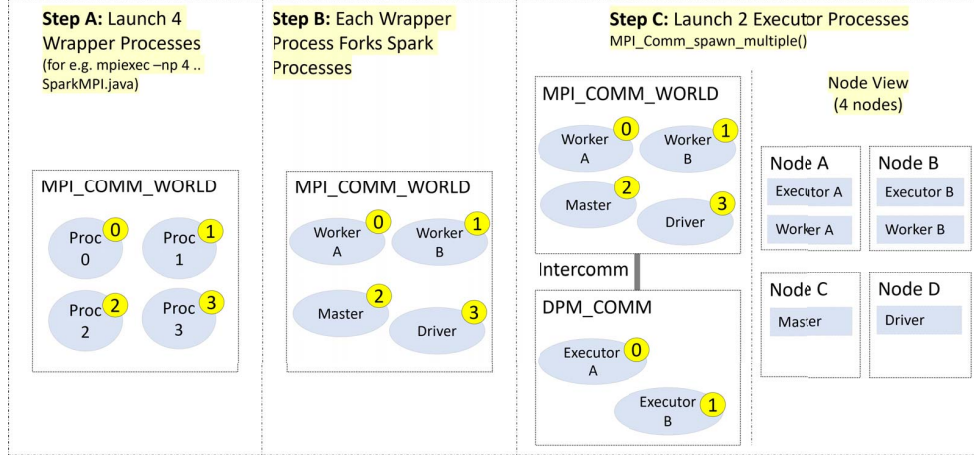 Step A: Launch 4
Wrapper Processes
(for e.g. mpiexec –np 4 ..
SparkMPI.java)
MPI_COMM_WORLD
Proc
0
0
Proc
1
1
Proc
2
2
Proc
3
3
Step B: Each Wrapper
Process Forks Spark
Processes
MPI_COMM_WORLD
Worker
A
0
Worker
B
1
Master
2
Driver
3
Step C: Launch 2 Executor Processes
MPI_Comm_spawn_multiple()
MPI_COMM_WORLD
Worker
A
0
Worker
B
1
Master
2
Driver
3
Intercomm
DPM_COMM
Executor
A
0
Executor
B
1
Node View
(4 nodes)
Node A
Executor A
Worker A
Node B
Executor B
Worker B
Node C
Master
Node D
Driver